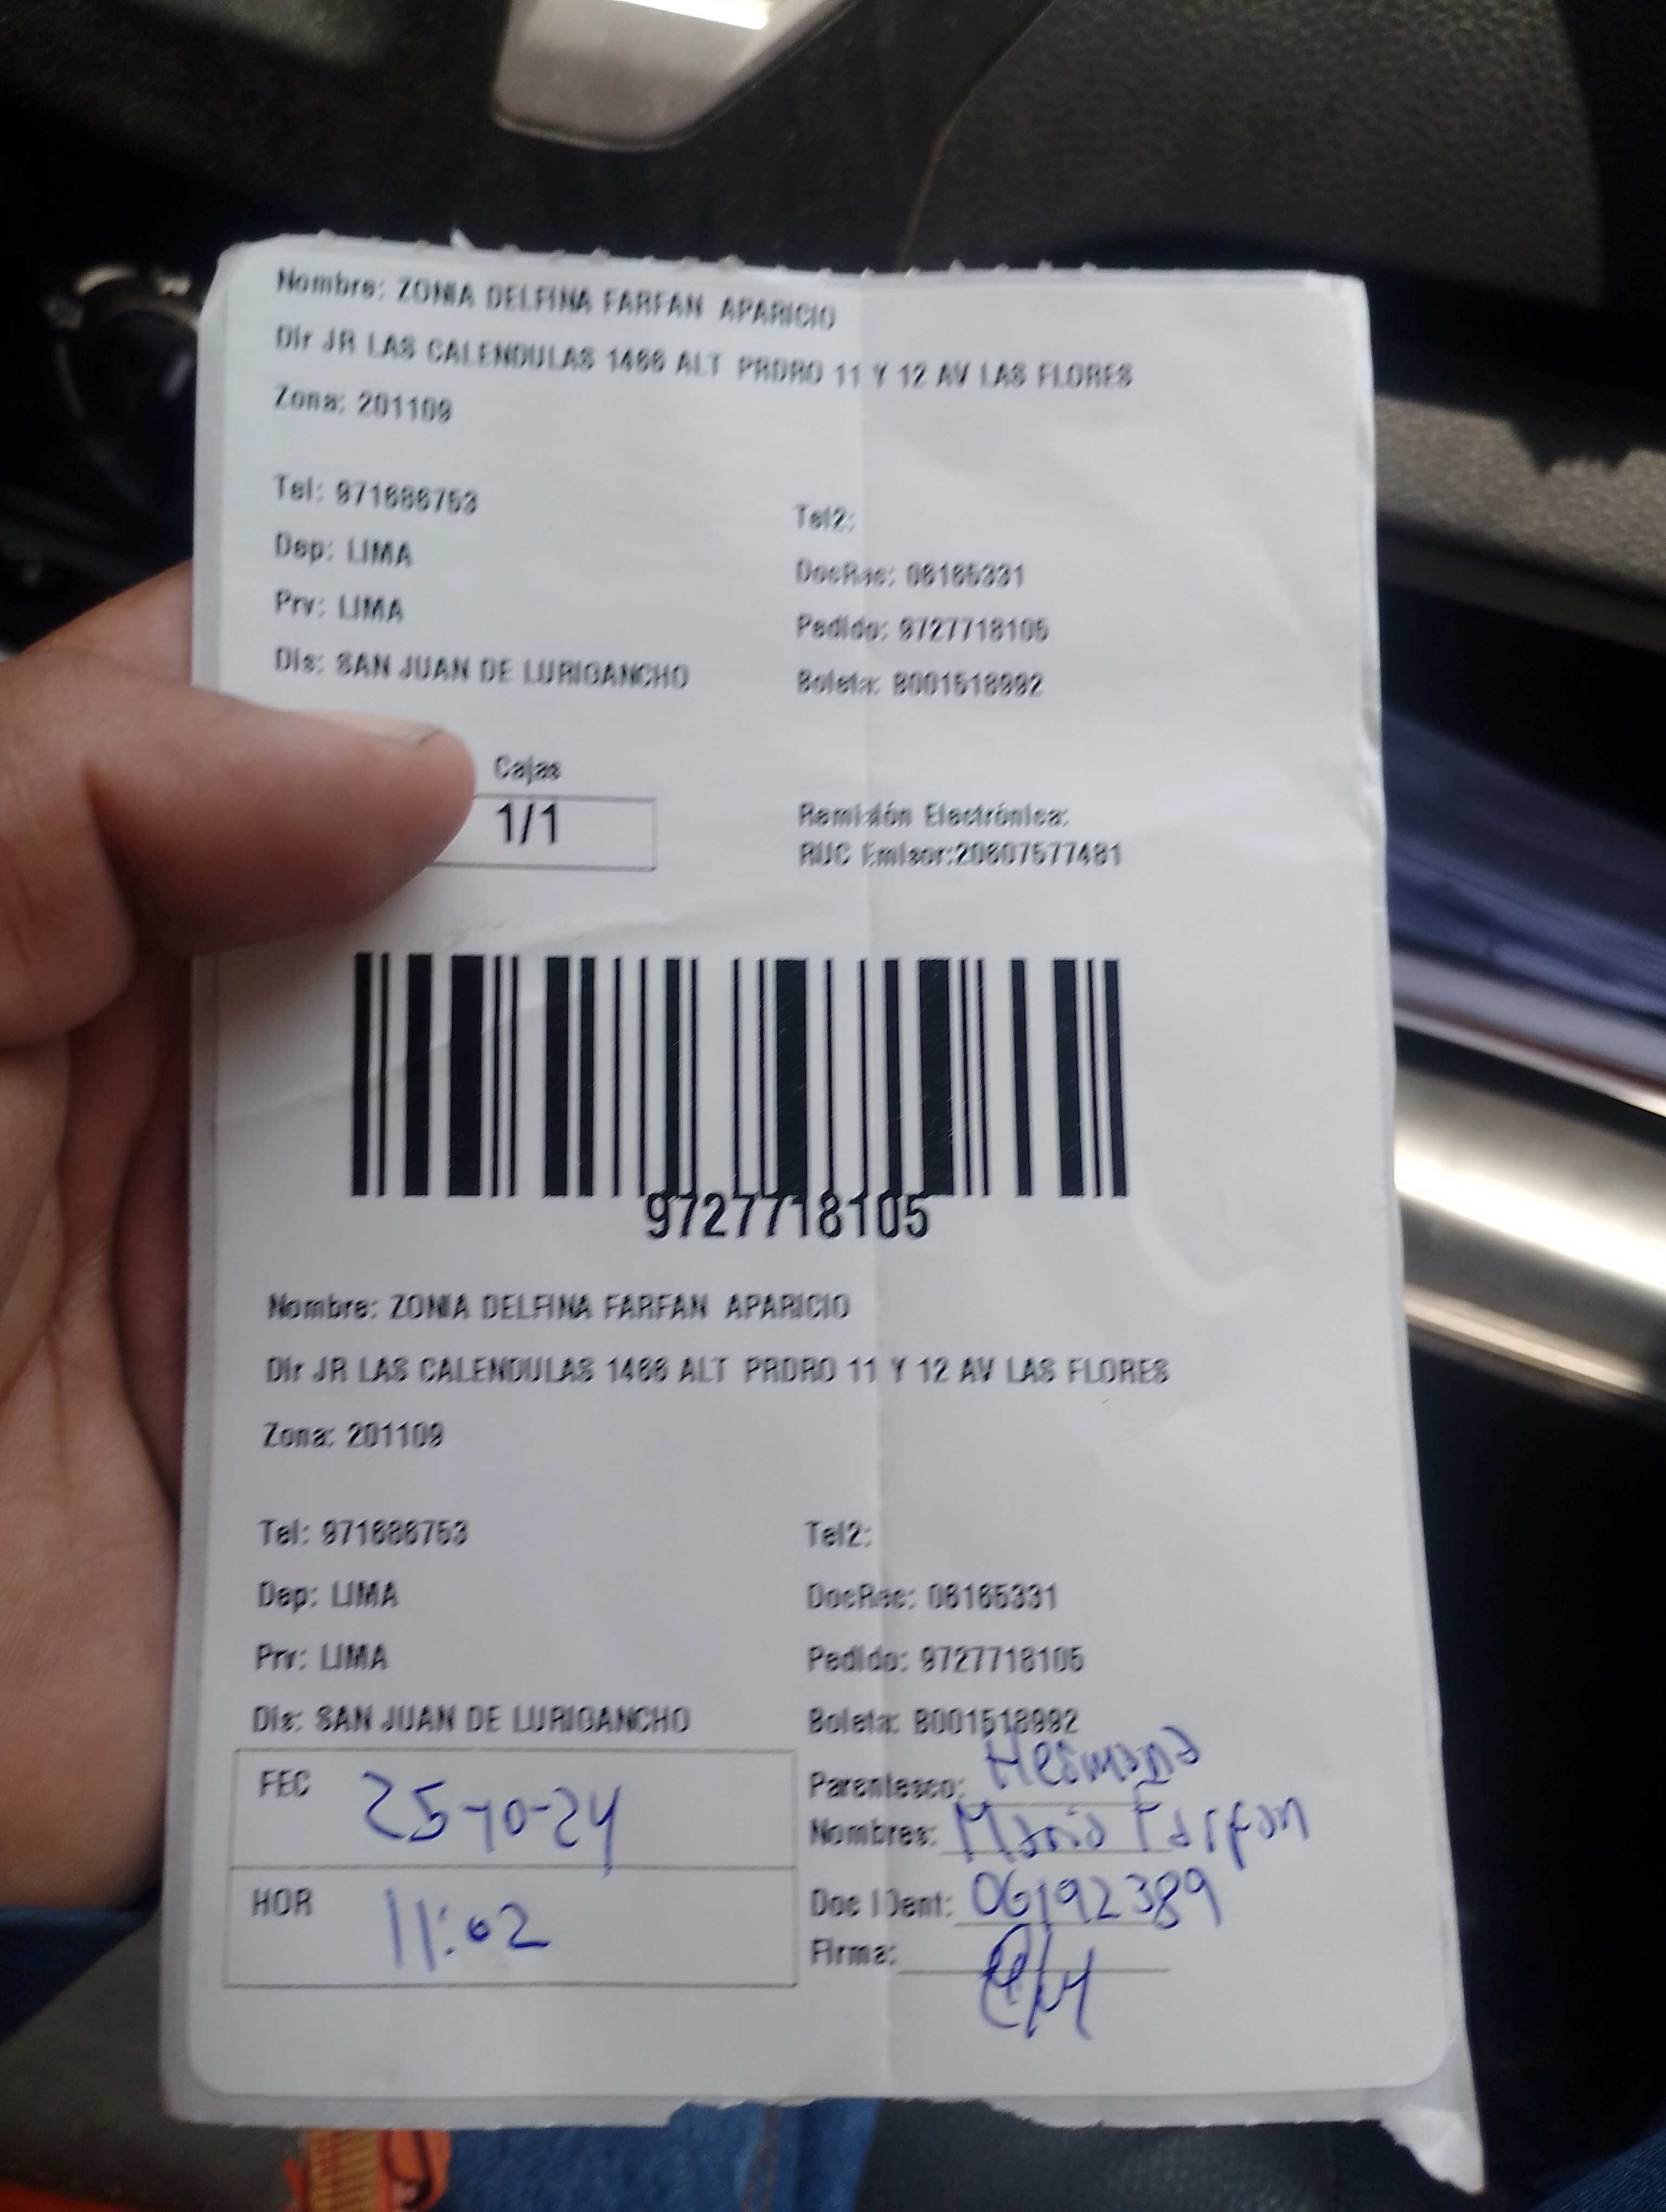 Nombre: ZONIA DELFINA FARFAN APARICIO
Dir JR LAS CALENDULAS 1466 ALT PRDRO 11 Y 12 AV LAS FLORES
Zona: 201109
Tel: 971686753
Tel2:
Dep: LIMA
DocRec: 08165331
Prv: LIMA
Pedido: 9727718105
Dis: SAN JUAN DE LURIGANCHO
Boleta: B001518992
Cajas
1/1
Remisión Electrónica:
RUC Emisor:20607577481
9727718105
Nombre: ZONIA DELFINA FARFAN APARICIO
Dir JR LAS CALENDULAS 1466 ALT PRDRO 11 Y 12 AV LAS FLORES
Zona: 201109
Tel: 971686753
Tel2:
Dep: LIMA
DocRec: 08165331
Prv: LIMA
Pedido: 9727718105
Dis: SAN JUAN DE LURIGANCHO
Boleta: B001518992
FEC 25-10-24
Parentesco: Hermana
Nombres: Maria Farfan
HOR 11:02
Doc IDent: 06192389
Firma: